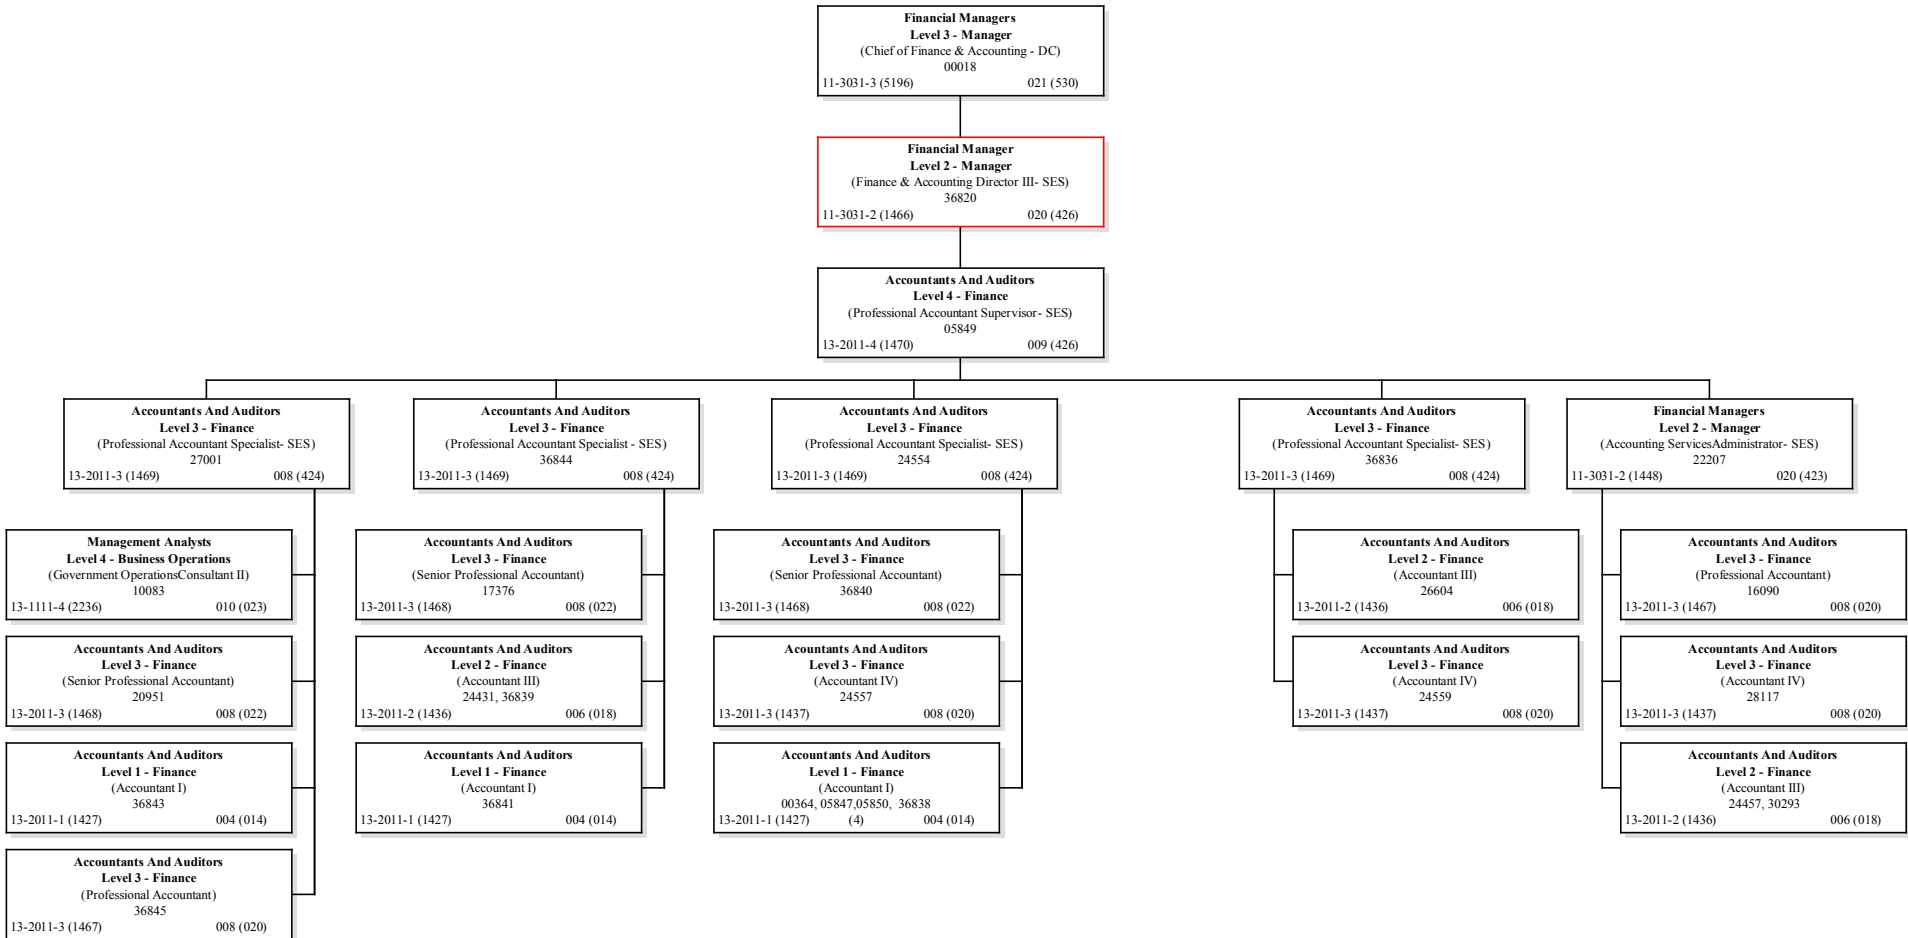 Financial Managers
Level 3 - Manager
(Chief of Finance & Accounting - DC)
00018
11-3031-3 (5196) 021 (530)
Financial Manager
Level 2 - Manager
(Finance & Accounting Director III- SES)
36820
11-3031-2 (1466) 020 (426)
Accountants And Auditors
Level 4 - Finance
(Professional Accountant Supervisor- SES)
05849
13-2011-4 (1470) 009 (426)
Accountants And Auditors
Level 3 - Finance
(Professional Accountant Specialist- SES)
27001
13-2011-3 (1469) 008 (424)
Accountants And Auditors
Level 3 - Finance
(Professional Accountant Specialist - SES)
36844
13-2011-3 (1469) 008 (424)
Accountants And Auditors
Level 3 - Finance
(Professional Accountant Specialist- SES)
24554
13-2011-3 (1469) 008 (424)
Accountants And Auditors
Level 3 - Finance
(Professional Accountant Specialist- SES)
36836
13-2011-3 (1469) 008 (424)
Financial Managers
Level 2 - Manager
(Accounting ServicesAdministrator- SES)
22207
11-3031-2 (1448) 020 (423)
Management Analysts
Level 4 - Business Operations
(Government OperationsConsultant II)
10083
13-1111-4 (2236) 010 (023)
Accountants And Auditors
Level 3 - Finance
(Senior Professional Accountant)
17376
13-2011-3 (1468) 008 (022)
Accountants And Auditors
Level 3 - Finance
(Senior Professional Accountant)
36840
13-2011-3 (1468) 008 (022)
Accountants And Auditors
Level 2 - Finance
(Accountant III)
26604
13-2011-2 (1436) 006 (018)
Accountants And Auditors
Level 3 - Finance
(Professional Accountant)
16090
13-2011-3 (1467) 008 (020)
Accountants And Auditors
Level 3 - Finance
(Senior Professional Accountant)
20951
13-2011-3 (1468) 008 (022)
Accountants And Auditors
Level 2 - Finance
(Accountant III)
24431, 36839
13-2011-2 (1436) 006 (018)
Accountants And Auditors
Level 3 - Finance
(Accountant IV)
24557
13-2011-3 (1437) 008 (020)
Accountants And Auditors
Level 3 - Finance
(Accountant IV)
24559
13-2011-3 (1437) 008 (020)
Accountants And Auditors
Level 3 - Finance
(Accountant IV)
28117
13-2011-3 (1437) 008 (020)
Accountants And Auditors
Level 1 - Finance
(Accountant I)
36843
13-2011-1 (1427) 004 (014)
Accountants And Auditors
Level 1 - Finance
(Accountant I)
36841
13-2011-1 (1427) 004 (014)
Accountants And Auditors
Level 1 - Finance
(Accountant I)
00364, 05847,05850, 36838
13-2011-1 (1427) (4) 004 (014)
Accountants And Auditors
Level 2 - Finance
(Accountant III)
24457, 30293
13-2011-2 (1436) 006 (018)
Accountants And Auditors
Level 3 - Finance
(Professional Accountant)
36845
13-2011-3 (1467) 008 (020)